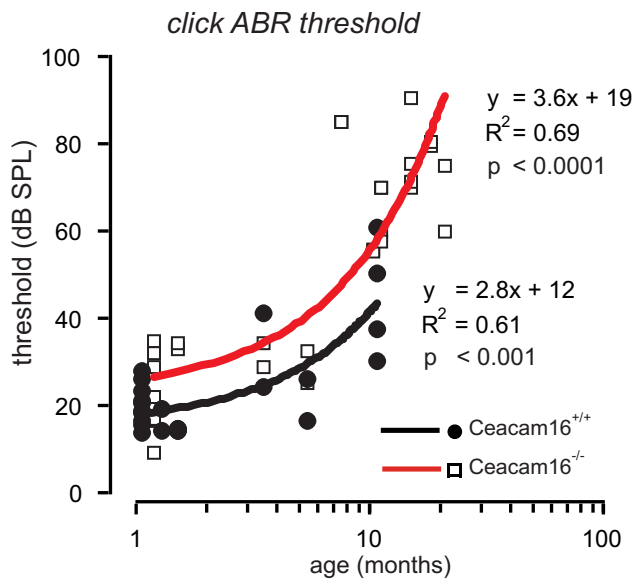 click ABR threshold
100
80
60
40
20
0
threshold (dB SPL)
y = 3.6x + 19
R² = 0.69
p < 0.0001
y = 2.8x + 12
R² = 0.61
p < 0.001
Ceacam16⁺/⁺
Ceacam16⁻/⁻
1 10 100
age (months)